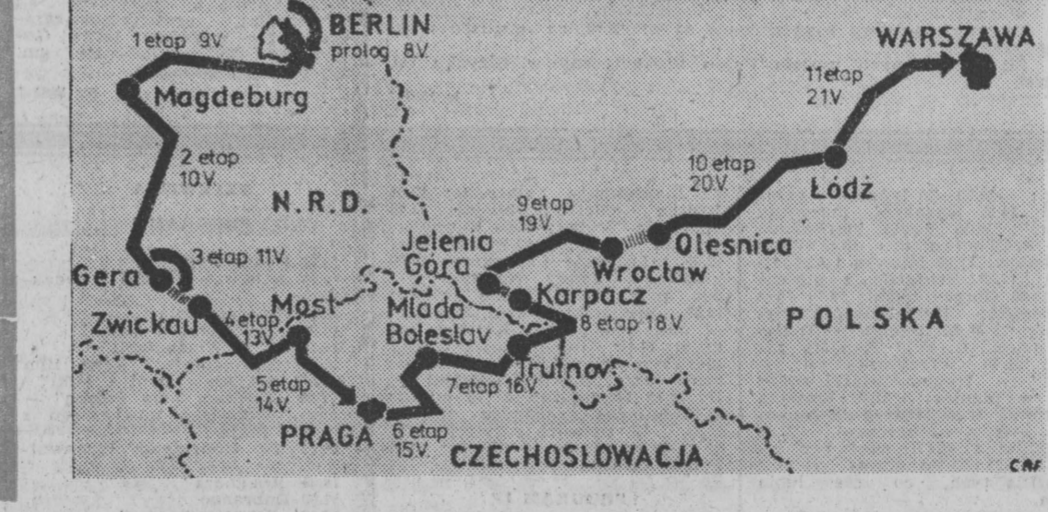 BERLIN
prolog 8.V.
WARSZAWA
1 etap 9.V.
11 etap
21.V.
Magdeburg
2 etap
10.V.
10 etap
20.V.
Łódź
N.R.D.
9 etap
19.V.
Jelenia
Góra
Olesnica
Wrocław
3 etap 11.V.
Gera
Karpacz
Most
Mlada
Boleslav
Zwickau
4 etap
13.V.
8 etap 18.V.
POLSKA
Trutnov
5 etap
14.V.
7 etap 16.V.
PRAGA
6 etap
15.V.
CZECHOSŁOWACJA
CAF